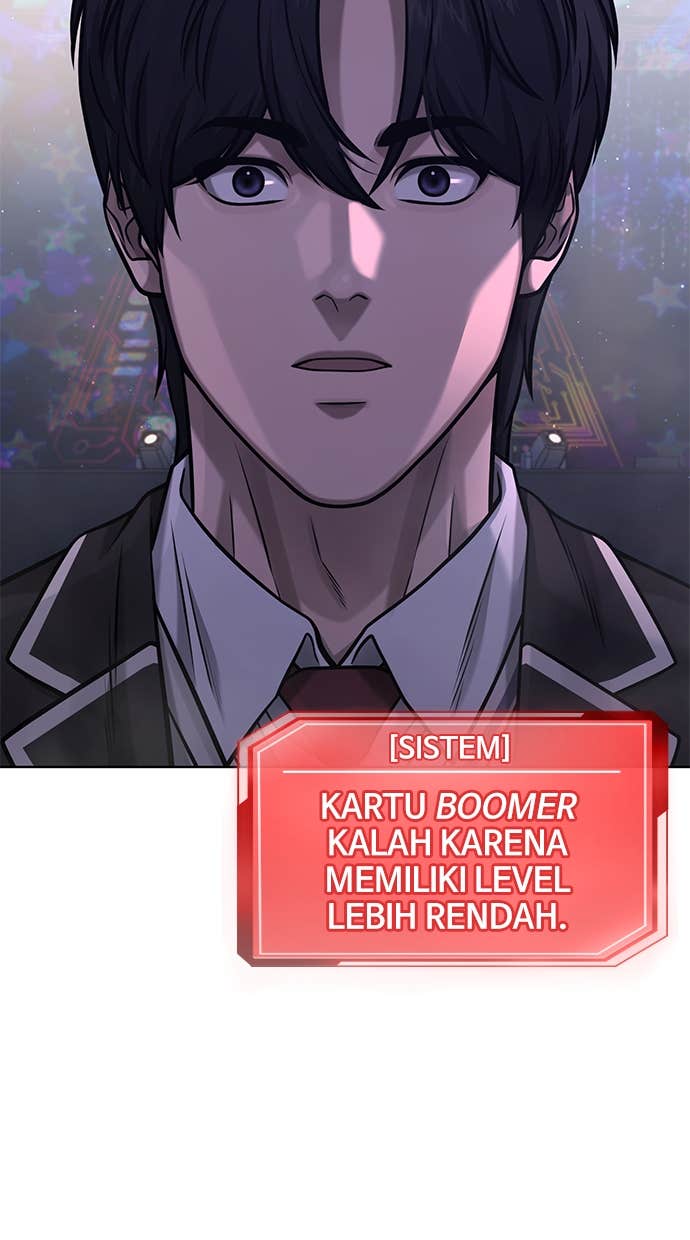 [SISTEM]
KARTU BOOMER
KALAH KARENA
MEMILIKI LEVEL
LEBIH RENDAH.